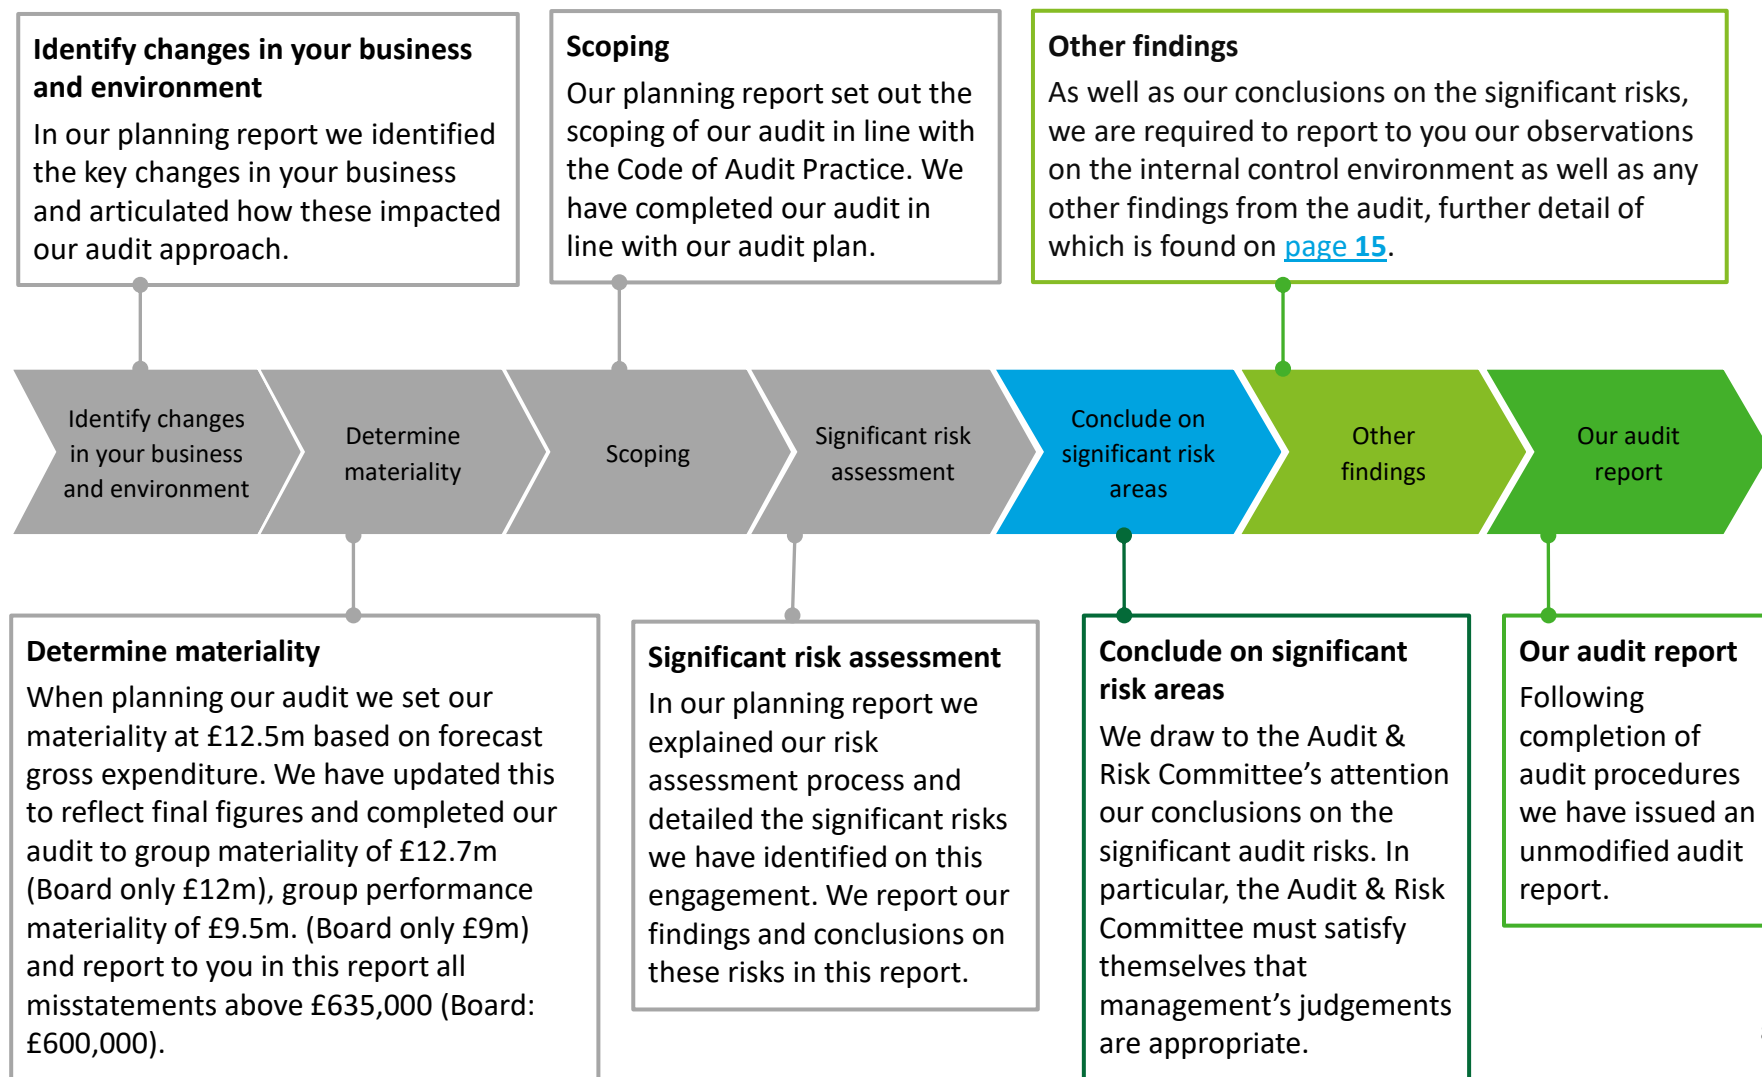 Identify changes in your business
and environment
In our planning report we identified
the key changes in your business
and articulated how these impacted
our audit approach.
Scoping
Our planning report set out the
scoping of our audit in line with
the Code of Audit Practice. We
have completed our audit in
line with our audit plan.
Other findings
As well as our conclusions on the significant risks,
we are required to report to you our observations
on the internal control environment as well as any
other findings from the audit, further detail of
which is found on page 15.
Identify changes
in your business
and environment
Determine
materiality
Scoping
Significant risk
assessment
Conclude on
significant risk
areas
Other
findings
Our audit
report
Determine materiality
When planning our audit we set our
materiality at £12.5m based on forecast
gross expenditure. We have updated this
to reflect final figures and completed our
audit to group materiality of £12.7m
(Board only £12m), group performance
materiality of £9.5m. (Board only £9m)
and report to you in this report all
misstatements above £635,000 (Board:
£600,000).
Significant risk assessment
In our planning report we
explained our risk
assessment process and
detailed the significant risks
we have identified on this
engagement. We report our
findings and conclusions on
these risks in this report.
Conclude on significant
risk areas
We draw to the Audit &
Risk Committee’s attention
our conclusions on the
significant audit risks. In
particular, the Audit & Risk
Committee must satisfy
themselves that
management’s judgements
are appropriate.
Our audit report
Following
completion of
audit procedures
we have issued an
unmodified audit
report.